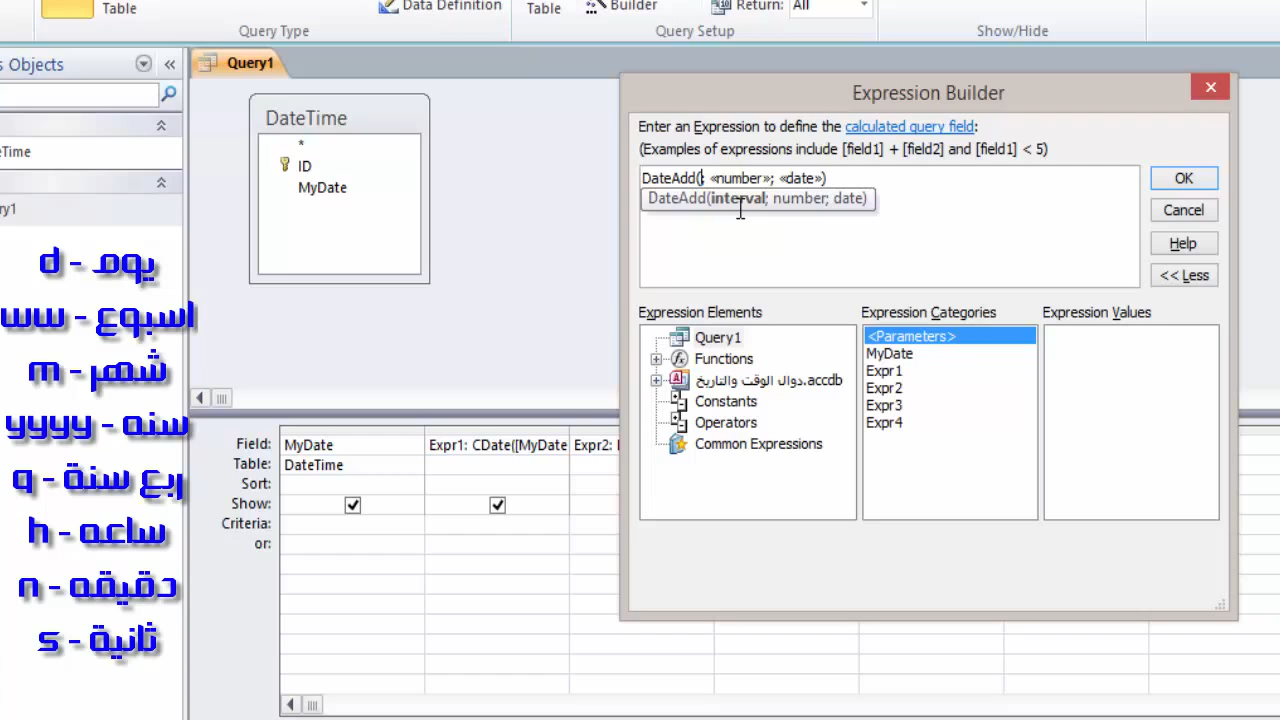 Table
Data Definition
Table
Builder
Return:
All
Query Type
Query Setup
Show/Hide
s Objects
Query1
DateTime
*
ID
MyDate
eTime
ry1
يوم - d
اسبوع - ww
شهر - m
سنه - yyyy
ربع سنة - q
ساعه - h
دقيقه - n
ثانية - s
Expression Builder
Enter an Expression to define the calculated query field:
(Examples of expressions include [field1] + [field2] and [field1] < 5)
DateAdd(; «number»; «date»)
DateAdd(interval; number; date)
OK
Cancel
Help
<< Less
Expression Elements
Expression Categories
Expression Values
Query1
Functions
دوال الوقت والتاريخ.accdb
Constants
Operators
Common Expressions
<Parameters>
MyDate
Expr1
Expr2
Expr3
Expr4
Field:
MyDate
Expr1: CDate([MyDate
Expr2:
Table:
DateTime
Sort:
Show:
Criteria:
or: